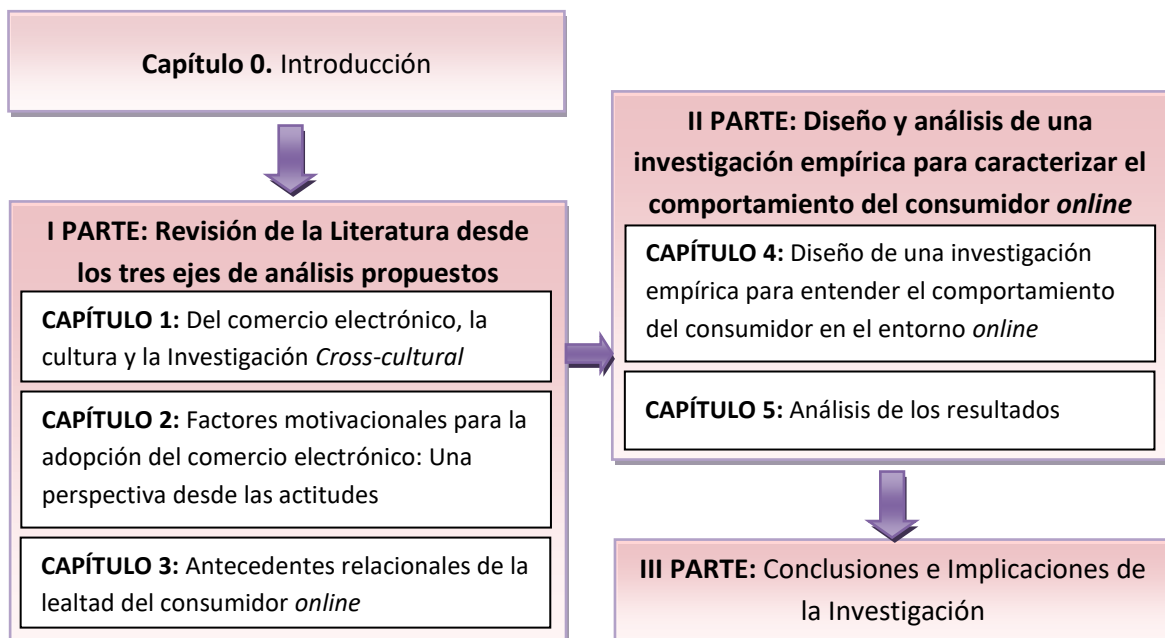 Capítulo 0. Introducción
I PARTE: Revisión de la Literatura desde
los tres ejes de análisis propuestos
CAPÍTULO 1: Del comercio electrónico, la
cultura y la Investigación Cross-cultural
CAPÍTULO 2: Factores motivacionales para la
adopción del comercio electrónico: Una
perspectiva desde las actitudes
CAPÍTULO 3: Antecedentes relacionales de la
lealtad del consumidor online
II PARTE: Diseño y análisis de una
investigación empírica para caracterizar el
comportamiento del consumidor online
CAPÍTULO 4: Diseño de una investigación
empírica para entender el comportamiento
del consumidor en el entorno online
CAPÍTULO 5: Análisis de los resultados
III PARTE: Conclusiones e Implicaciones de
la Investigación